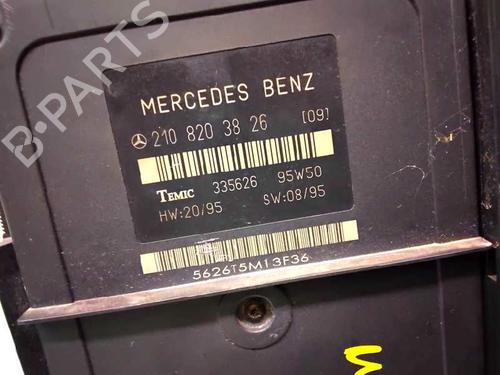 B-PARTS
MERCEDES BENZ
210 820 38 26 [09]
TEMIC 335626 95W50
HW:20/95 SW:08/95
5626T5M13F36